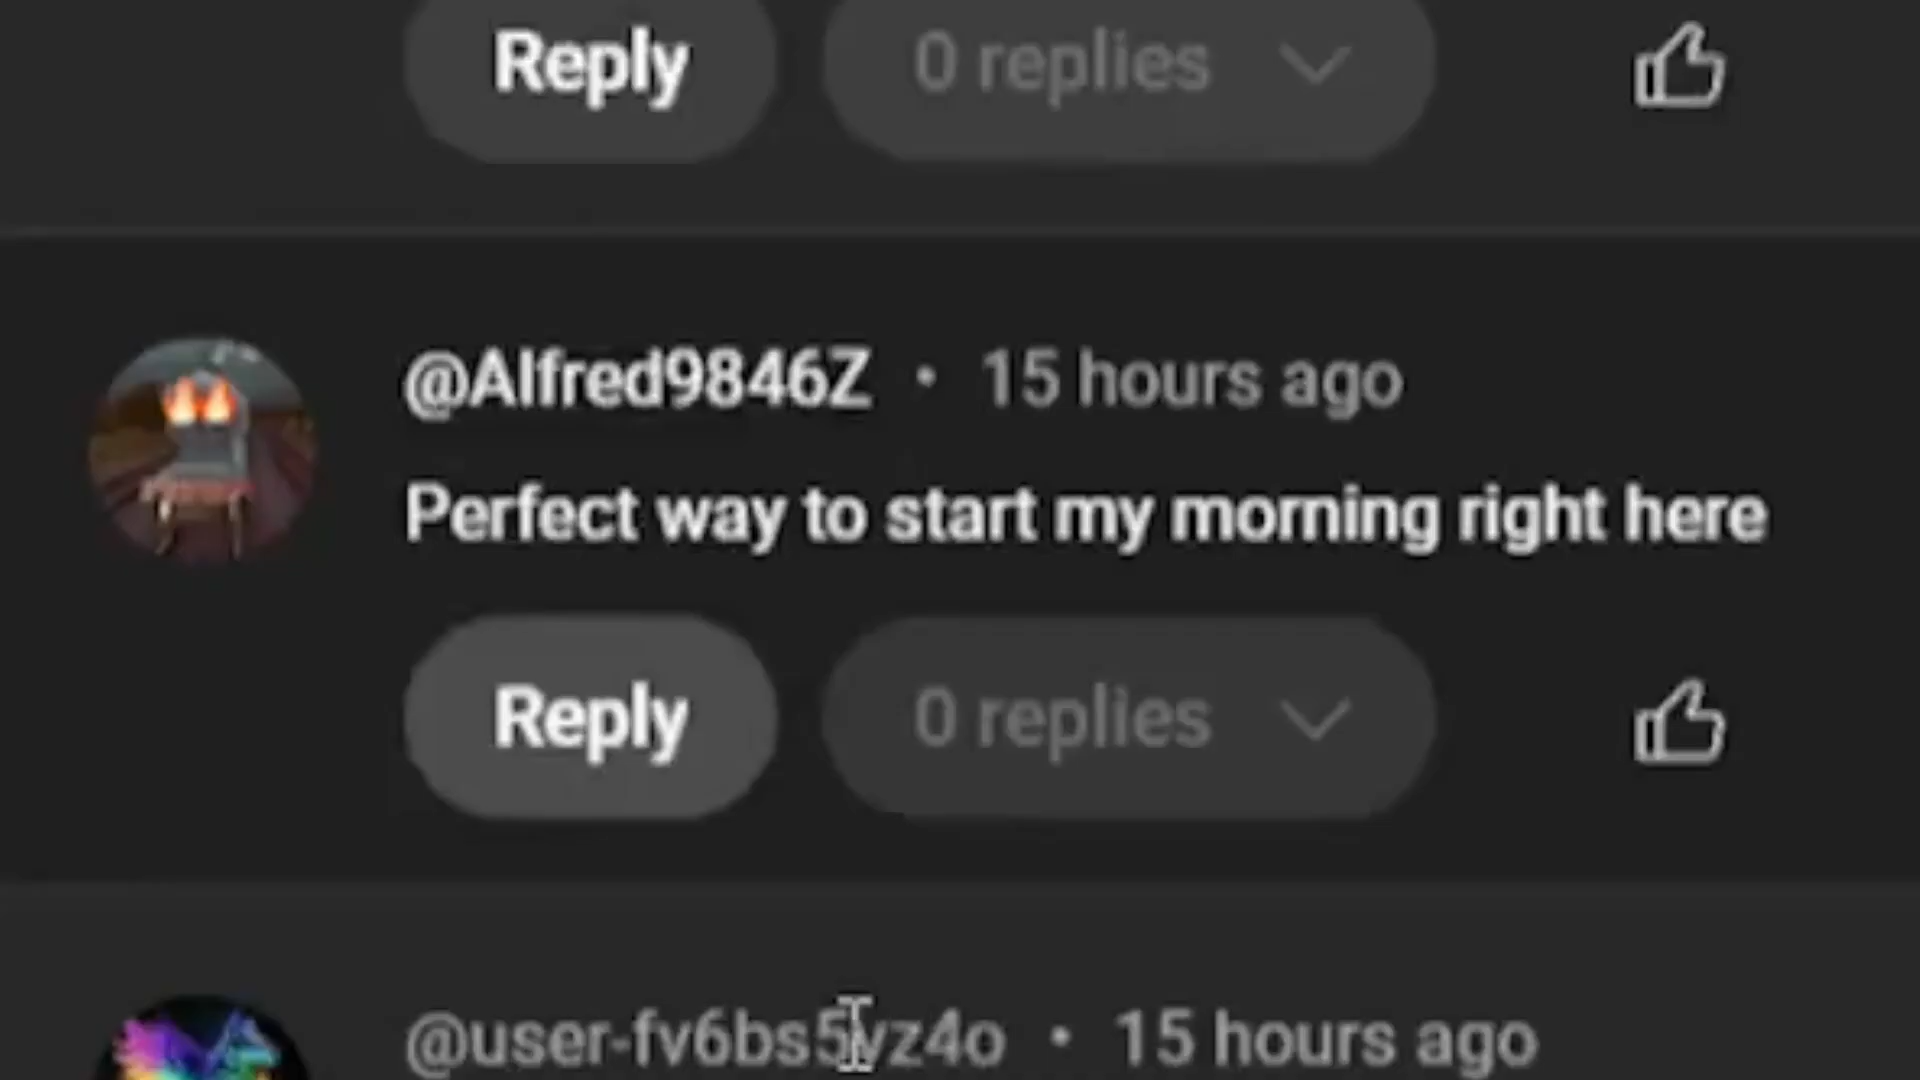 Reply 0 replies
@Alfred9846Z • 15 hours ago
Perfect way to start my morning right here
Reply 0 replies
• 15 hours ago